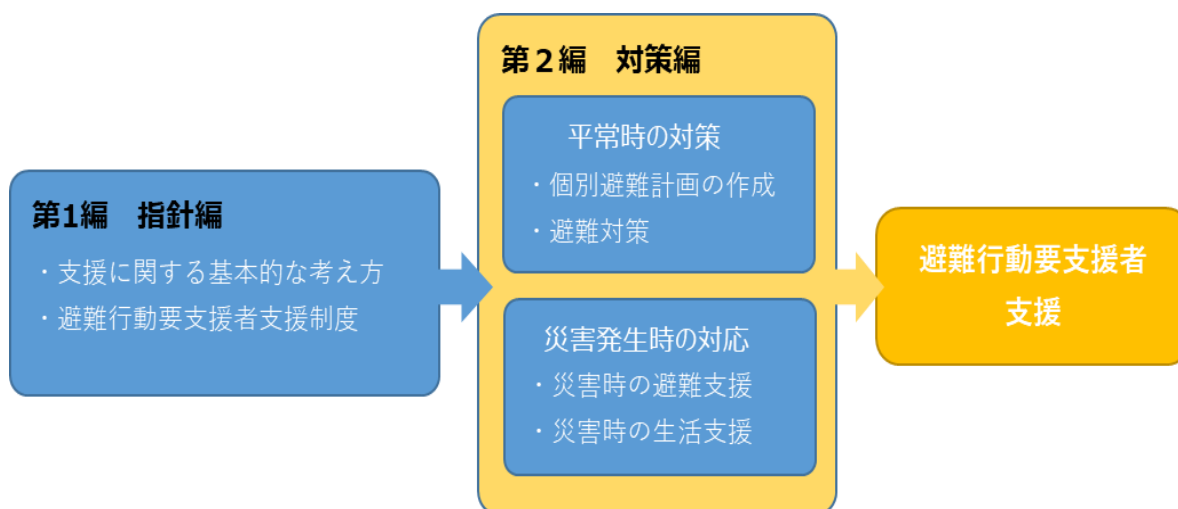 第1編　指針編
・支援に関する基本的な考え方
・避難行動要支援者支援制度
第２編　対策編
平常時の対策
・個別避難計画の作成
・避難対策
災害発生時の対応
・災害時の避難支援
・災害時の生活支援
避難行動要支援者
支援